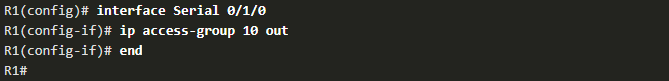 R1(config)# interface Serial 0/1/0
R1(config-if)# ip access-group 10 out
R1(config-if)# end
R1#